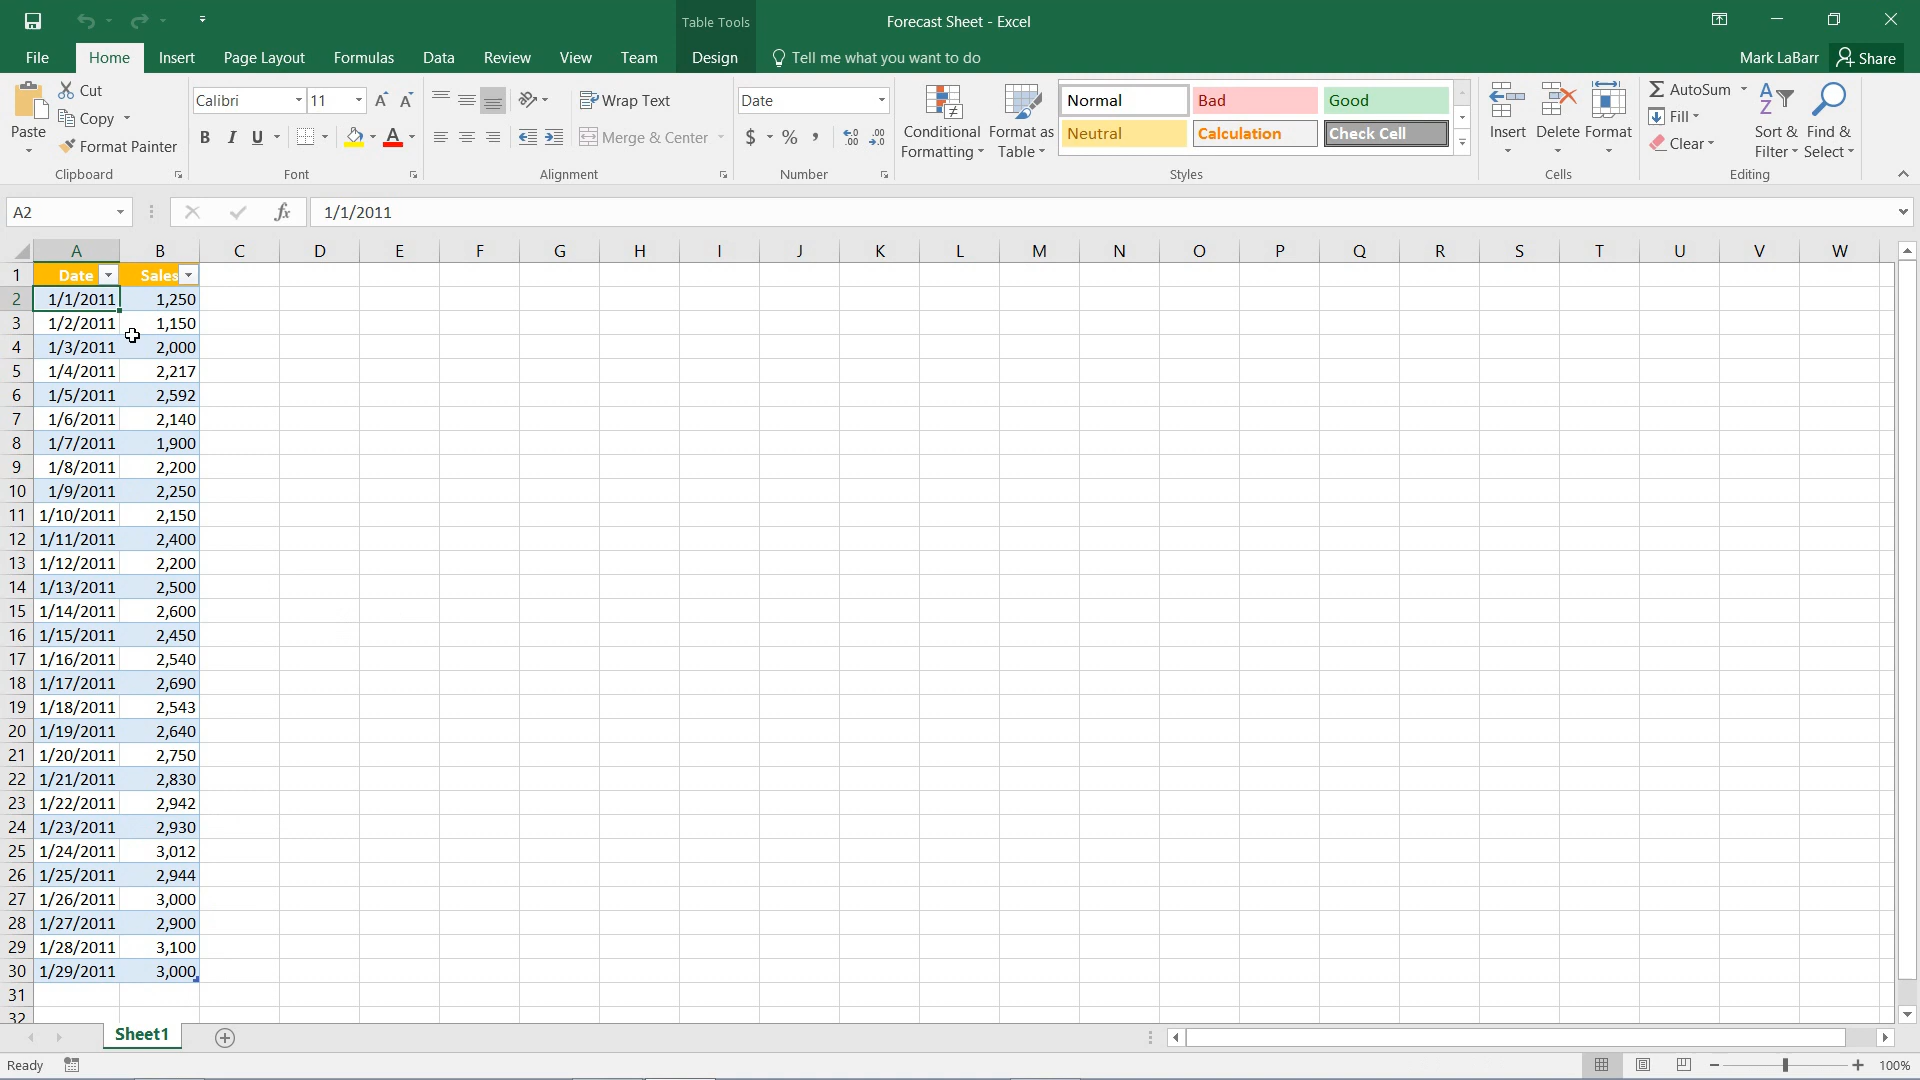 Table Tools
Forecast Sheet - Excel
File Home Insert Page Layout Formulas Data Review View Team Design Tell me what you want to do Mark LaBarr Share
Paste
Cut
Copy
Format Painter
Clipboard
Calibri 11
B I U A
Font
Wrap Text
Merge & Center
Alignment
Date
$ % ,
Number
Conditional Formatting
Format as Table
Normal Bad Good
Neutral Calculation Check Cell
Styles
Insert Delete Format
Cells
AutoSum
Fill
Clear
Sort & Filter
Find & Select
Editing
A2 fx 1/1/2011
A B C D E F G H I J K L M N O P Q R S T U V W
1 Date Sales
2 1/1/2011 1,250
3 1/2/2011 1,150
4 1/3/2011 2,000
5 1/4/2011 2,217
6 1/5/2011 2,592
7 1/6/2011 2,140
8 1/7/2011 1,900
9 1/8/2011 2,200
10 1/9/2011 2,250
11 1/10/2011 2,150
12 1/11/2011 2,400
13 1/12/2011 2,200
14 1/13/2011 2,500
15 1/14/2011 2,600
16 1/15/2011 2,450
17 1/16/2011 2,540
18 1/17/2011 2,690
19 1/18/2011 2,543
20 1/19/2011 2,640
21 1/20/2011 2,750
22 1/21/2011 2,830
23 1/22/2011 2,942
24 1/23/2011 2,930
25 1/24/2011 3,012
26 1/25/2011 2,944
27 1/26/2011 3,000
28 1/27/2011 2,900
29 1/28/2011 3,100
30 1/29/2011 3,000
31
32
Sheet1
Ready 100%